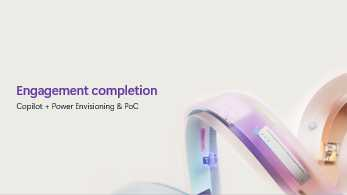 Engagement completion
Copilot + Power Envisioning & PoC